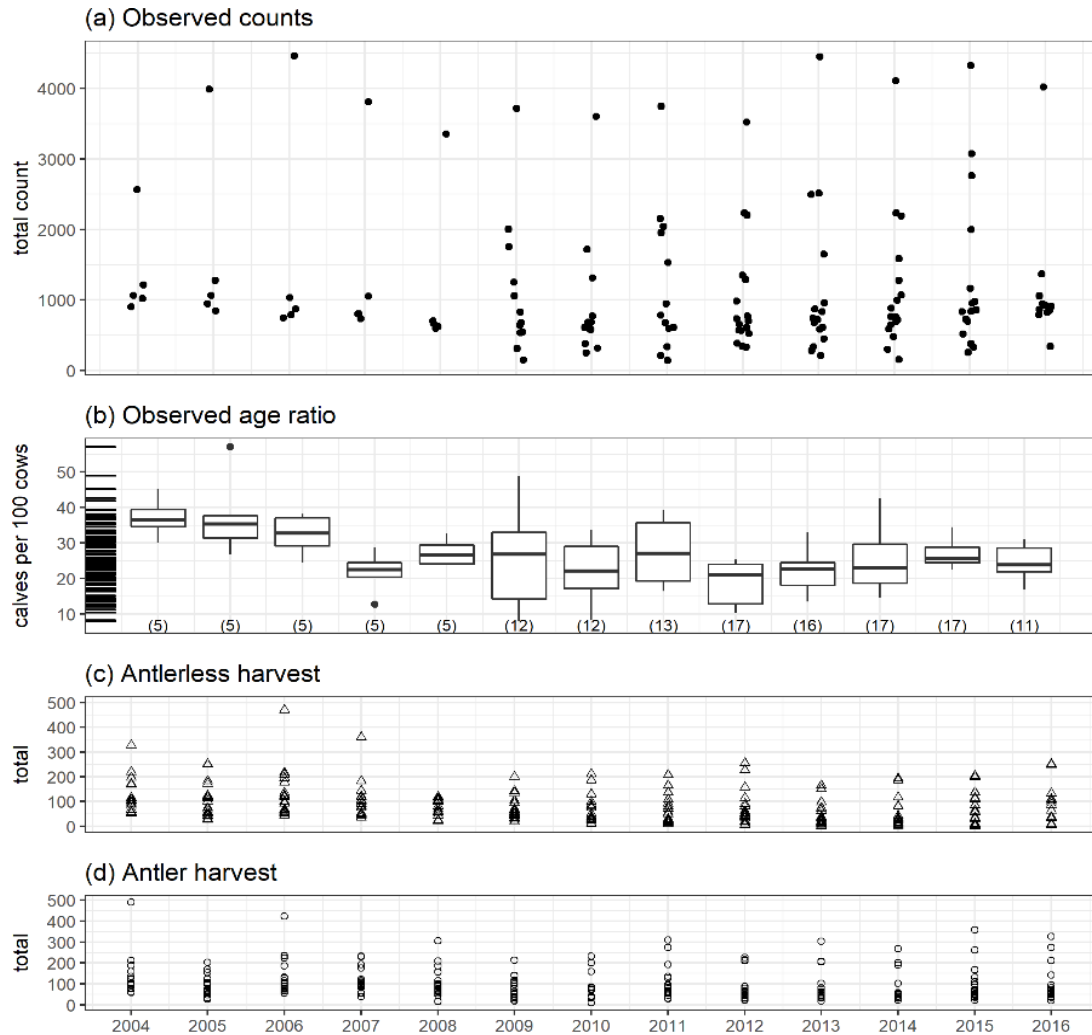 (a) Observed counts
4000
3000
2000
1000
0
total count
(b) Observed age ratio
50
40
30
20
10
calves per 100 cows
(5) (5) (5) (5) (5) (12) (12) (13) (17) (16) (17) (17) (11)
(c) Antlerless harvest
500
400
300
200
100
0
total
(d) Antler harvest
500
400
300
200
100
0
total
2004 2005 2006 2007 2008 2009 2010 2011 2012 2013 2014 2015 2016